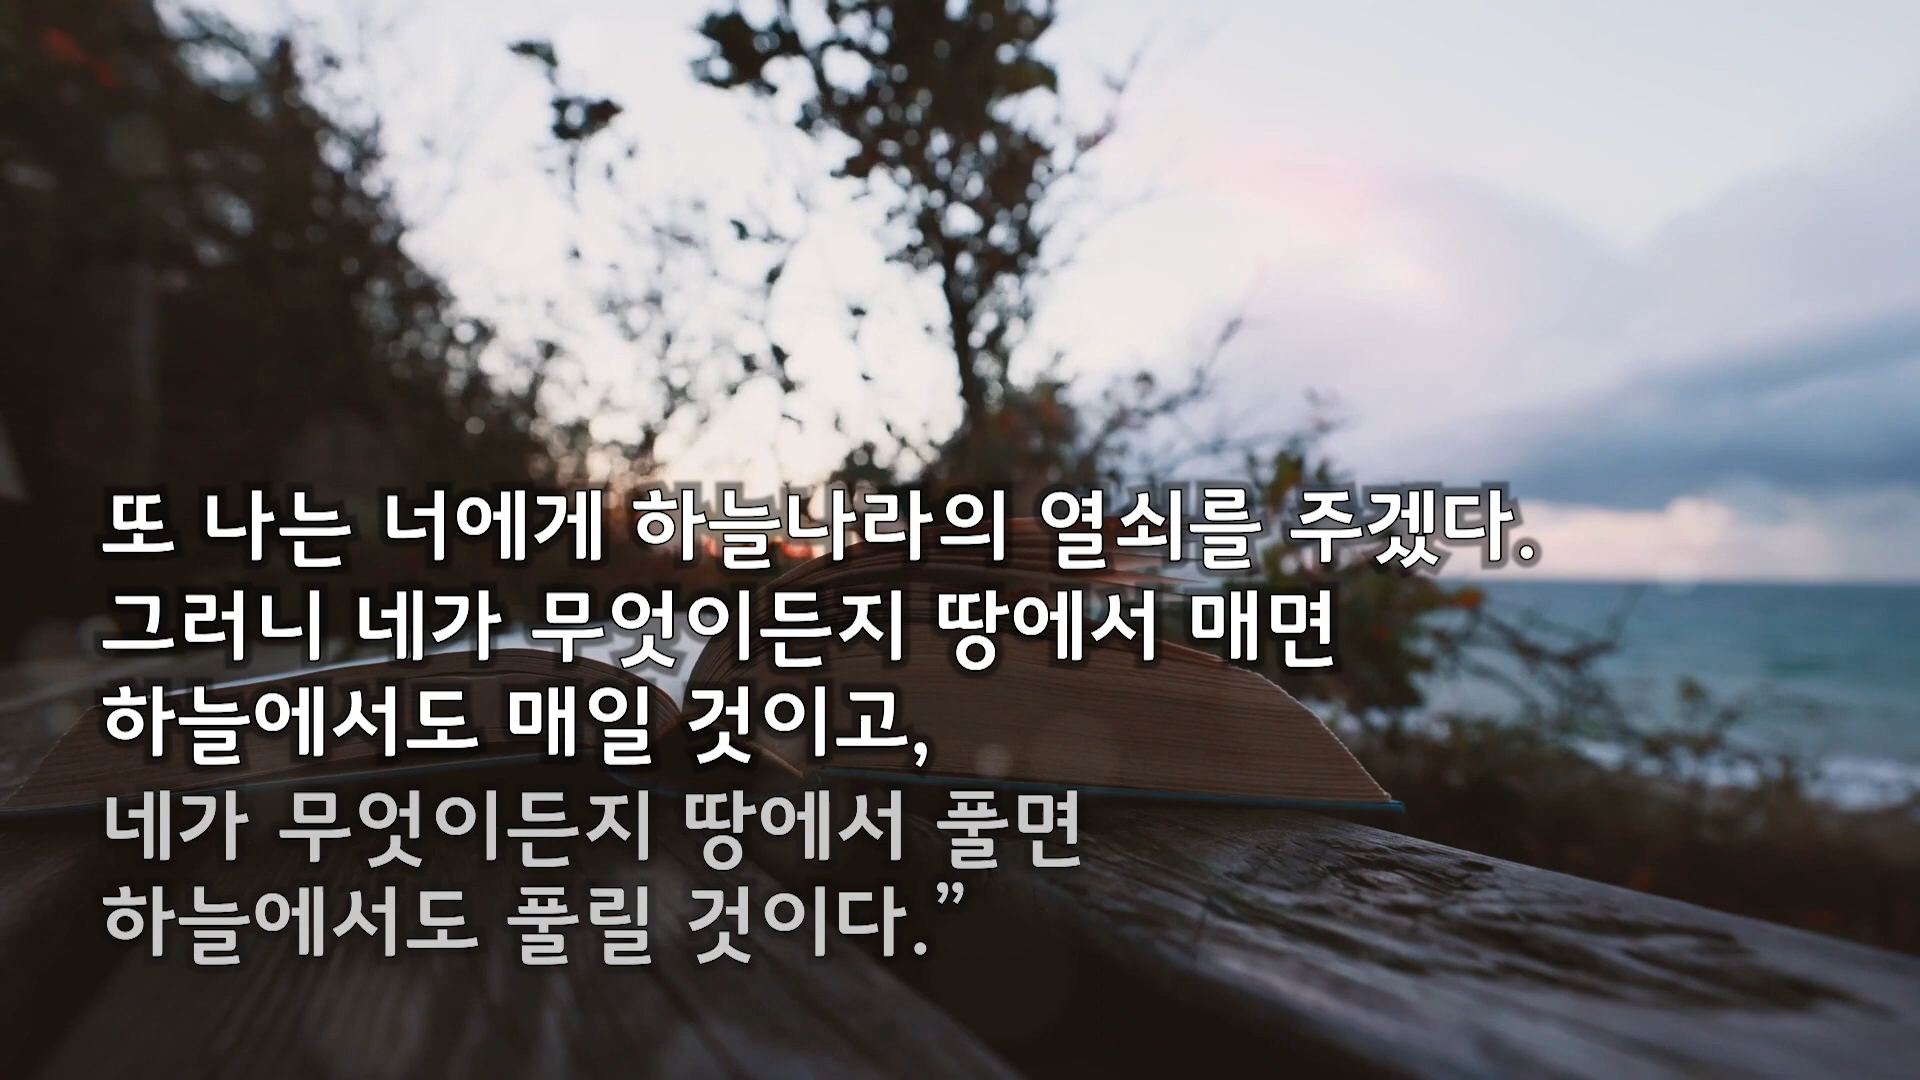 또 나는 너에게 하늘나라의 열쇠를 주겠다.
그러니 네가 무엇이든지 땅에서 매면
하늘에서도 매일 것이고,
네가 무엇이든지 땅에서 풀면
하늘에서도 풀릴 것이다.”